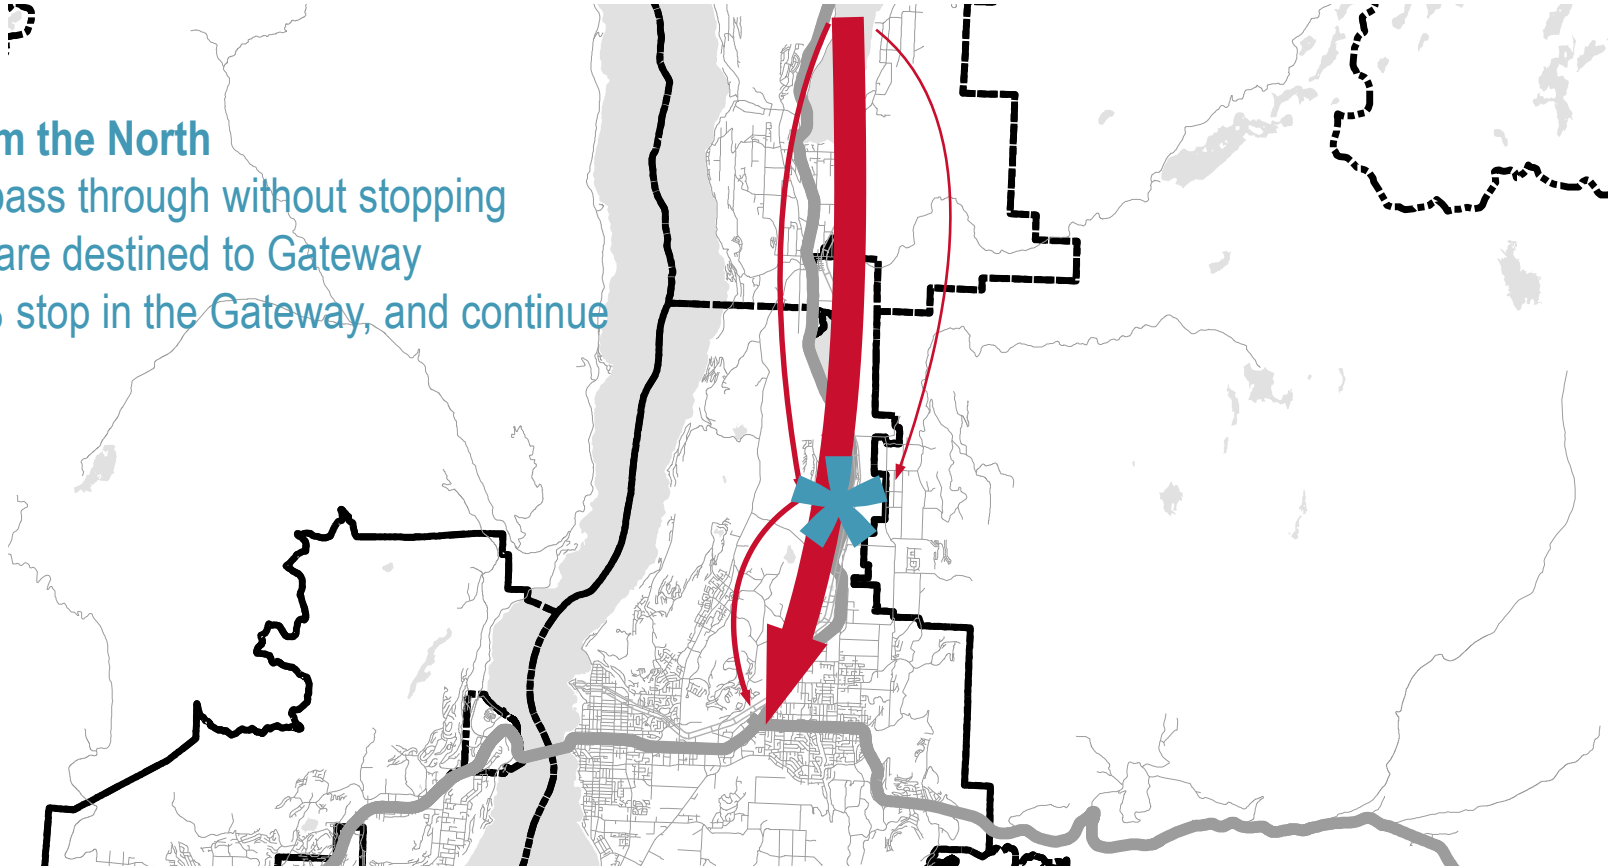 m the North
pass through without stopping
are destined to Gateway
stop in the Gateway, and continue